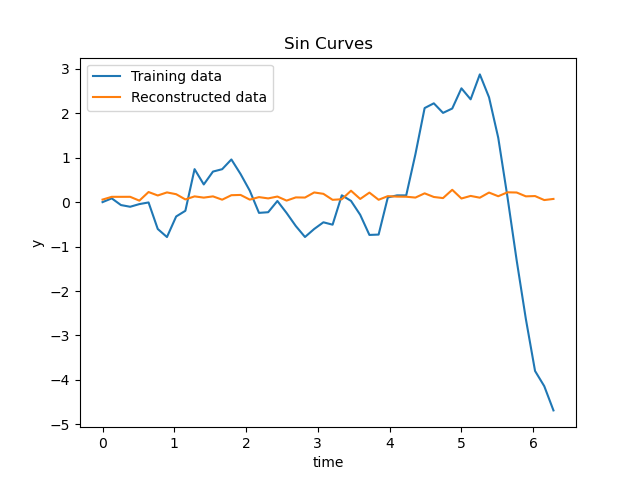 Sin Curves
Training data
Reconstructed data
3
2
1
0
−1
−2
−3
−4
−5
y
0 1 2 3 4 5 6
time